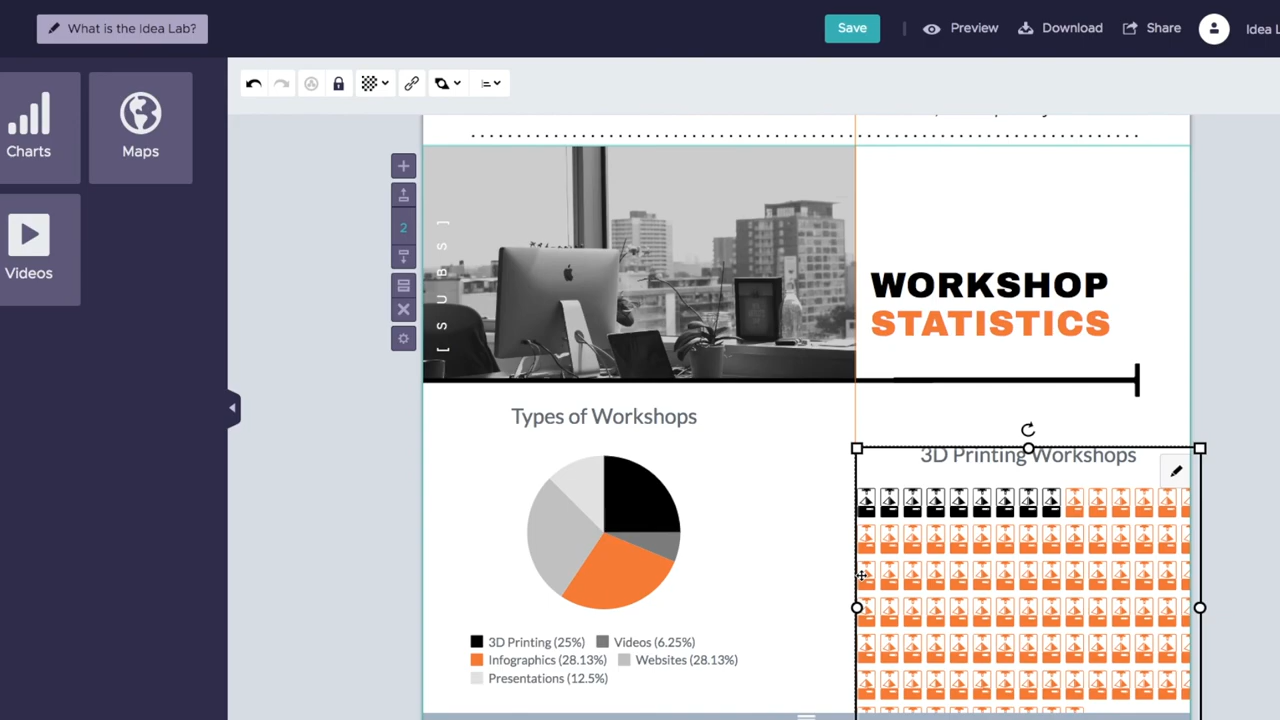 What is the Idea Lab?
Save
Preview
Download
Share
Idea L
Charts
Maps
Videos
2
[ S U B S ]
WORKSHOP
STATISTICS
Types of Workshops
3D Printing Workshops
3D Printing (25%)
Videos (6.25%)
Infographics (28.13%)
Websites (28.13%)
Presentations (12.5%)